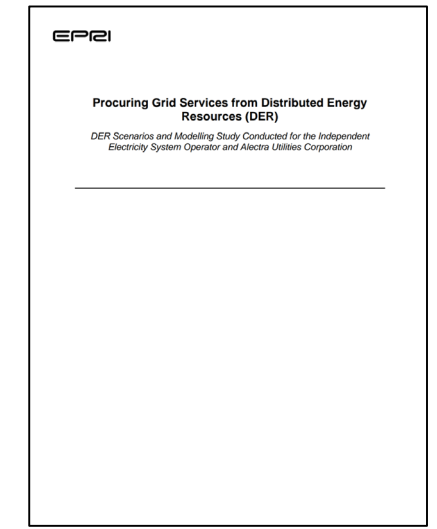 EPRI
Procuring Grid Services from Distributed Energy
Resources (DER)
DER Scenarios and Modelling Study Conducted for the Independent
Electricity System Operator and Alectra Utilities Corporation